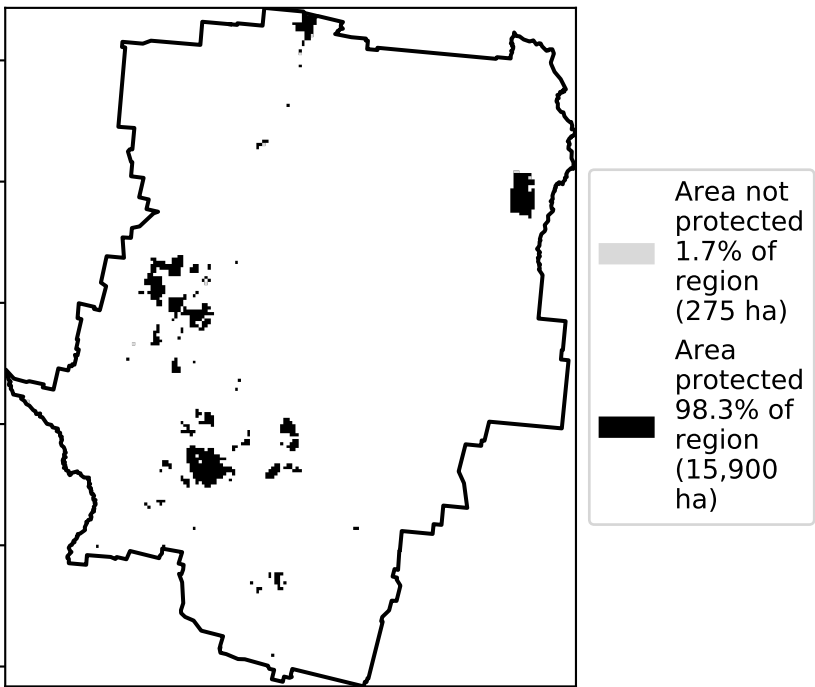 Area not
protected
1.7% of
region
(275 ha)
Area
protected
98.3% of
region
(15,900
ha)